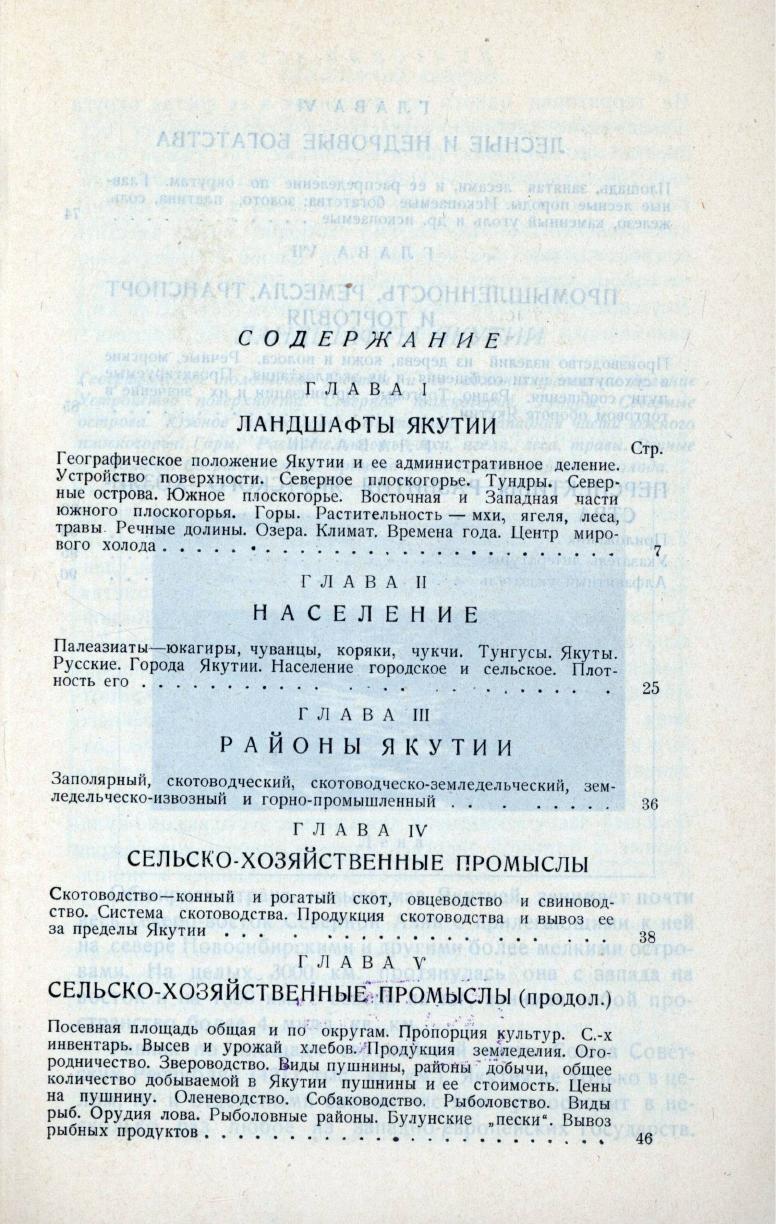 СОДЕРЖАНИЕ
ГЛАВА I
ЛАНДШАФТЫ ЯКУТИИ
Стр.
Географическое положение Якутии и ее административное деление.
Устройство поверхности. Северное плоскогорье. Тундры. Север-
ные острова. Южное плоскогорье. Восточная и Западная части
южного плоскогорья. Горы. Растительность — мхи, ягеля, леса,
травы. Речные долины. Озера. Климат. Времена года. Центр миро-
вого холода . . . . . . . . . . . . . . . . . . . . . . . . 7
ГЛАВА II
НАСЕЛЕНИЕ
Палеазиаты—юкагиры, чуванцы, коряки, чукчи. Тунгусы. Якуты.
Русские. Города Якутии. Население городское и сельское. Плот-
ность его . . . . . . . . . . . . . . . . . . . . . . . . 25
ГЛАВА III
РАЙОНЫ ЯКУТИИ
Заполярный, скотоводческий, скотоводческо-земледельческий, зем-
ледельческо-извозный и горно-промышленный . . . . . . . . . 36
ГЛАВА IV
СЕЛЬСКО-ХОЗЯЙСТВЕННЫЕ ПРОМЫСЛЫ
Скотоводство—конный и рогатый скот, овцеводство и свиновод-
ство. Система скотоводства. Продукция скотоводства и вывоз ее
за пределы Якутии . . . . . . . . . . . . . . . . . . . . . 38
ГЛАВА V
СЕЛЬСКО-ХОЗЯЙСТВЕННЫЕ ПРОМЫСЛЫ (продол.)
Посевная площадь общая и по округам. Пропорция культур. С.-х
инвентарь. Высев и урожай хлебов. Продукция земледелия. Ого-
родничество. Звероводство. Виды пушнины, районы добычи, общее
количество добываемой в Якутии пушнины и ее стоимость. Цены
на пушнину. Оленеводство. Собаководство. Рыболовство. Виды
рыб. Орудия лова. Рыболовные районы. Булунские „пески“. Вывоз
рыбных продуктов . . . . . . . . . . . . . . . . . . . . . 46